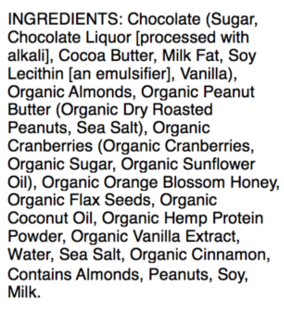 INGREDIENTS: Chocolate (Sugar,
Chocolate Liquor [processed with
alkali], Cocoa Butter, Milk Fat, Soy
Lecithin [an emulsifier], Vanilla),
Organic Almonds, Organic Peanut
Butter (Organic Dry Roasted
Peanuts, Sea Salt), Organic
Cranberries (Organic Cranberries,
Organic Sugar, Organic Sunflower
Oil), Organic Orange Blossom Honey,
Organic Flax Seeds, Organic
Coconut Oil, Organic Hemp Protein
Powder, Organic Vanilla Extract,
Water, Sea Salt, Organic Cinnamon,
Contains Almonds, Peanuts, Soy,
Milk.